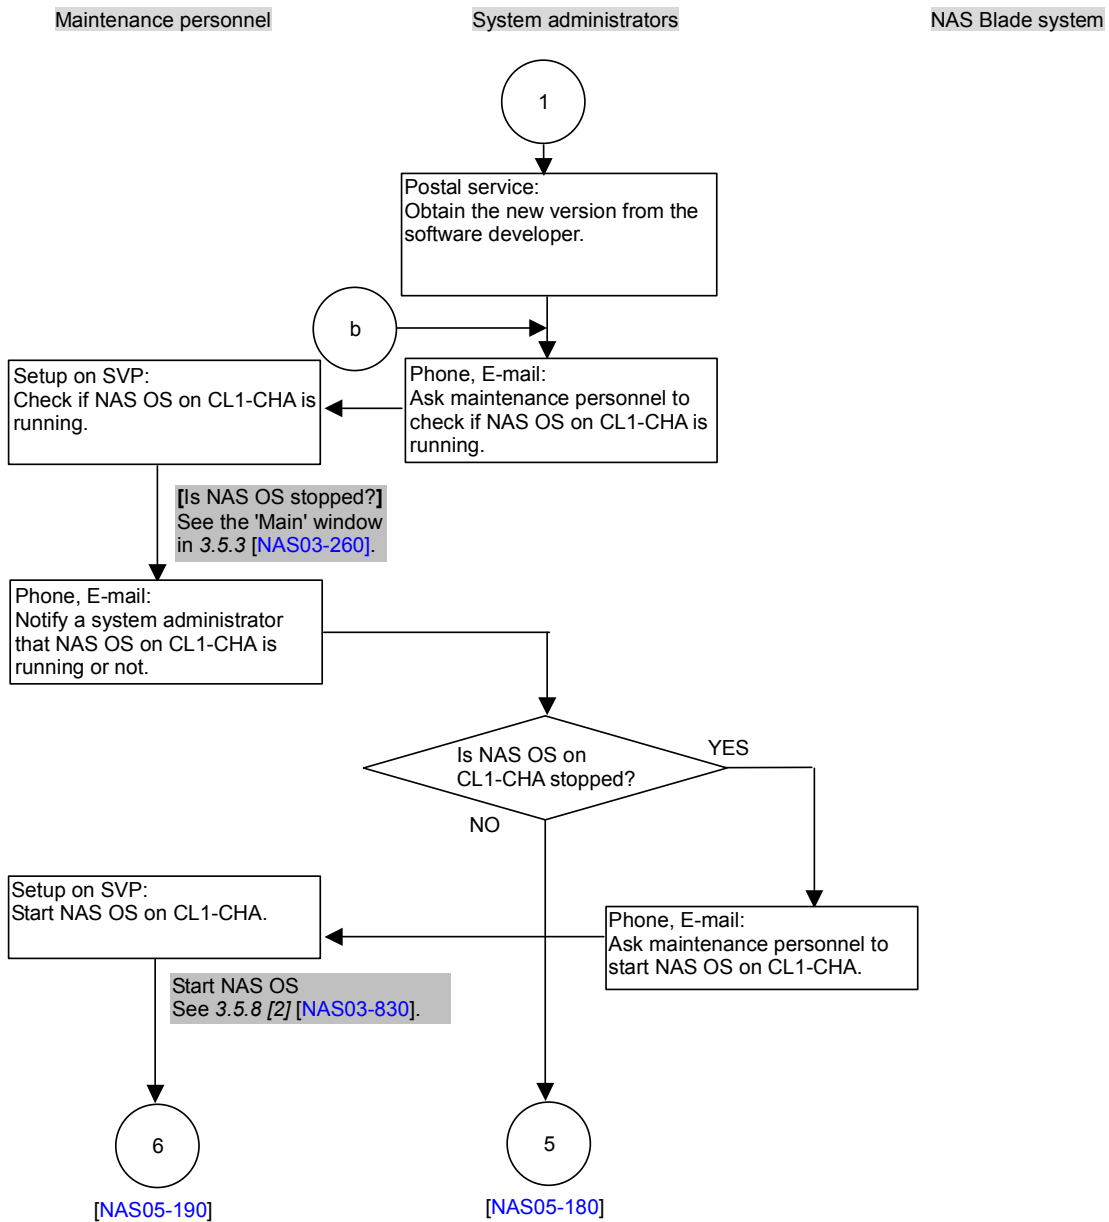 Maintenance personnel
System administrators
NAS Blade system
1
Postal service:
Obtain the new version from the
software developer.
b
Setup on SVP:
Check if NAS OS on CL1-CHA is
running.
Phone, E-mail:
Ask maintenance personnel to
check if NAS OS on CL1-CHA is
running.
[Is NAS OS stopped?]
See the 'Main' window
in 3.5.3 [NAS03-260].
Phone, E-mail:
Notify a system administrator
that NAS OS on CL1-CHA is
running or not.
Is NAS OS on
CL1-CHA stopped?
YES
NO
Setup on SVP:
Start NAS OS on CL1-CHA.
Phone, E-mail:
Ask maintenance personnel to
start NAS OS on CL1-CHA.
Start NAS OS
See 3.5.8 [2] [NAS03-830].
6
5
[NAS05-190]
[NAS05-180]